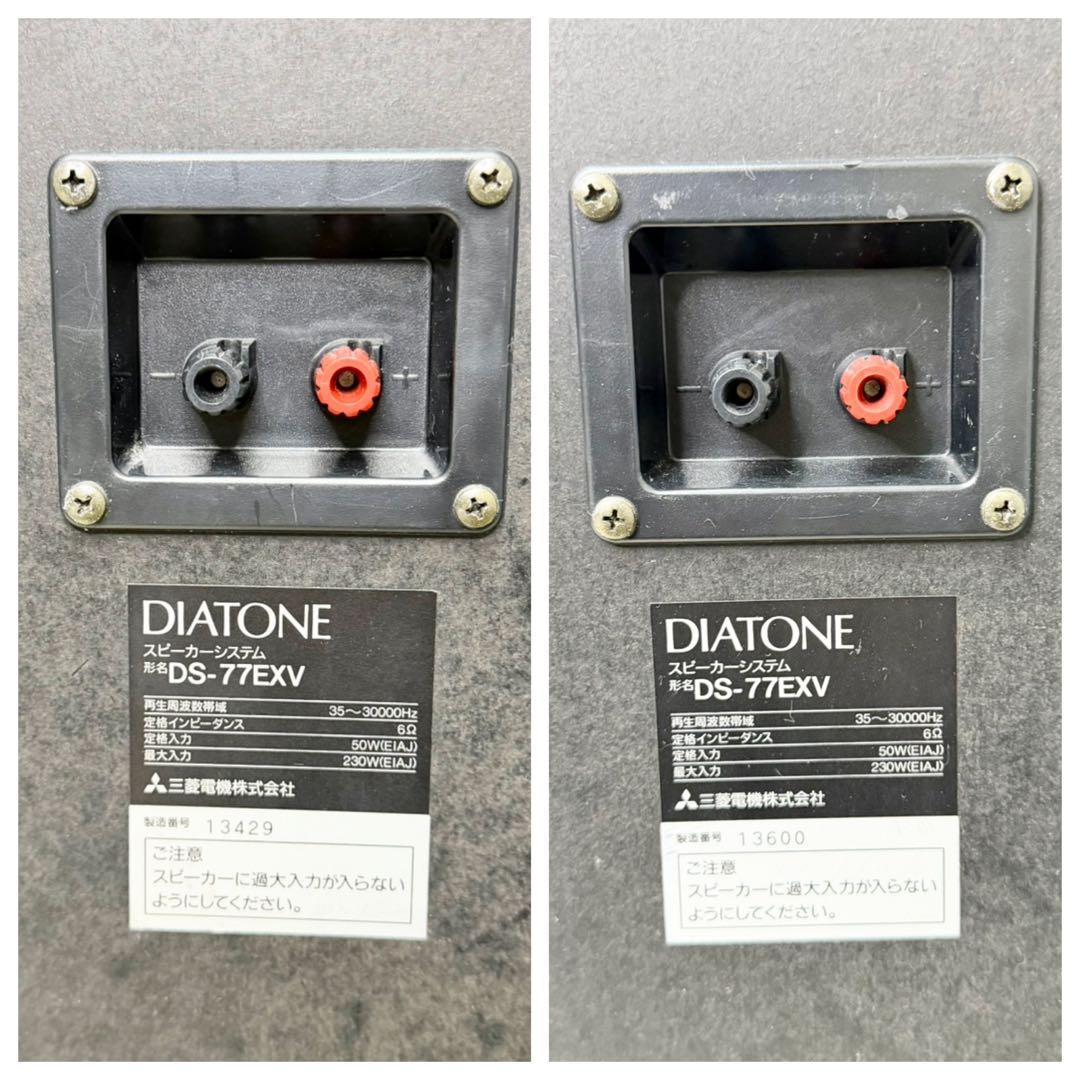 − +
DIATONE
スピーカーシステム
形名DS-77EXV
再生周波数帯域 35〜30000Hz
定格インピーダンス 6Ω
定格入力 50W(EIAJ)
最大入力 230W(EIAJ)
三菱電機株式会社
製造番号 13429
ご注意
スピーカーに過大入力が入らない
ようにしてください。
− +
DIATONE
スピーカーシステム
形名DS-77EXV
再生周波数帯域 35〜30000Hz
定格インピーダンス 6Ω
定格入力 50W(EIAJ)
最大入力 230W(EIAJ)
三菱電機株式会社
製造番号 13600
ご注意
スピーカーに過大入力が入らない
ようにしてください。